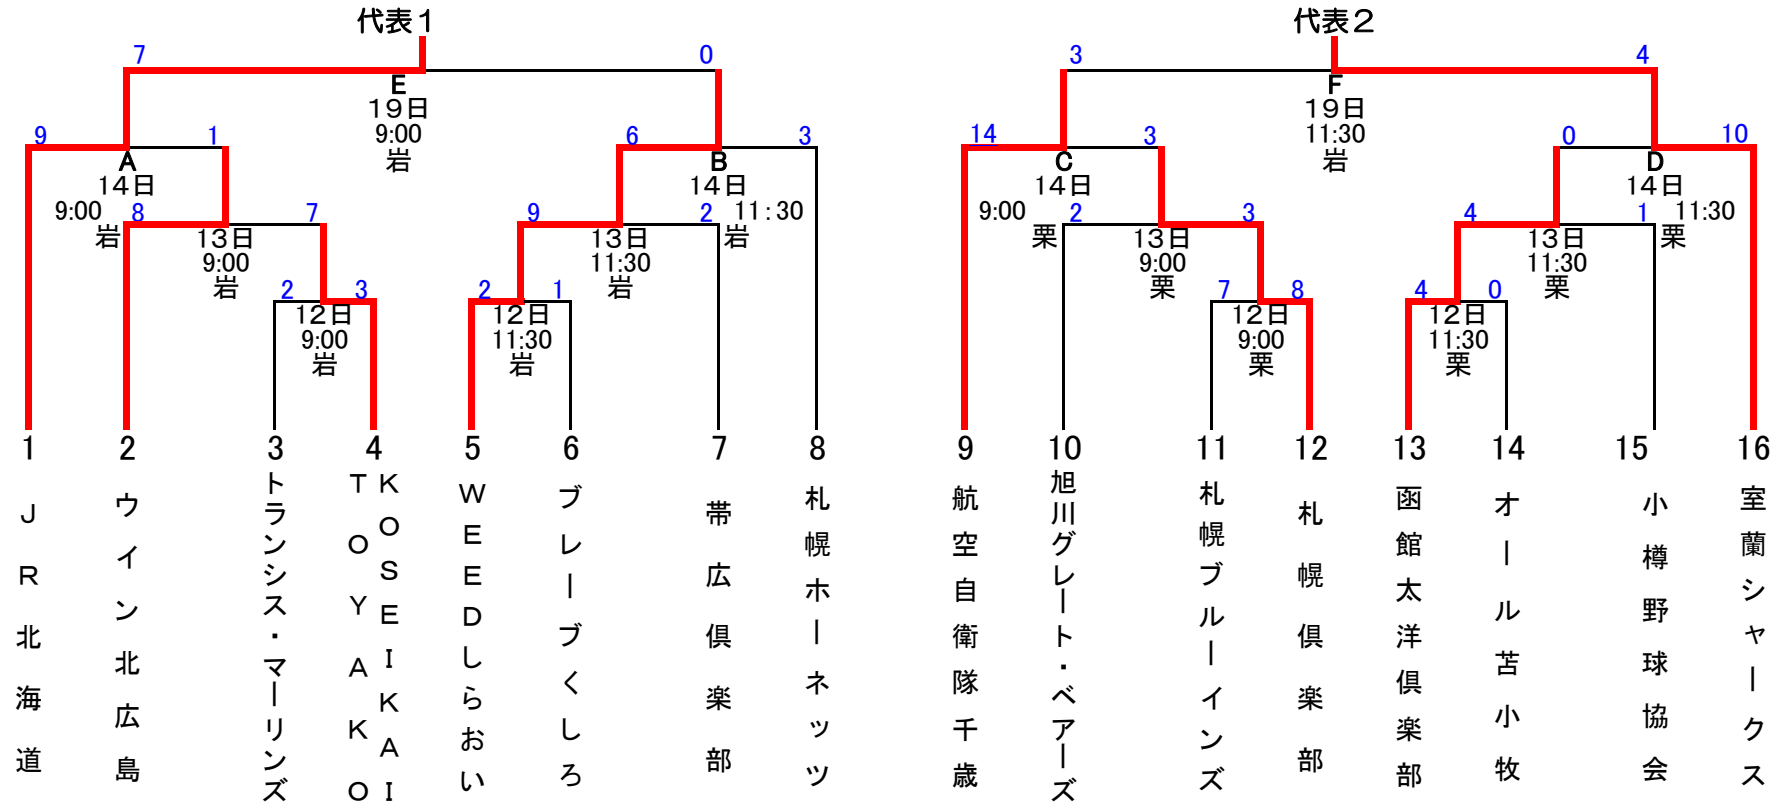 代表１ 代表２
7 0 3 4
E F
19日 19日
9:00 11:30
岩 岩
9 1 6 3 14 3 0 10
A B C D
14日 14日 14日 14日
9:00 11:30 9:00 11:30
岩 岩 栗 栗
8 7 9 2 2 3 4 1
13日 13日 13日 13日
9:00 11:30 9:00 11:30
岩 岩 栗 栗
2 3 2 1 7 8 4 0
12日 12日 12日 12日
9:00 11:30 9:00 11:30
岩 岩 栗 栗
1 2 3 4 5 6 7 8 9 10 11 12 13 14 15 16
ＪＲ北海道
ウイン北広島
トランシス・マーリンズ
ＴＯＹＡＫＯ
ＫＯＳＥＩＫＡＩ
ＷＥＥＤしらおい
ブレーブくしろ
帯広倶楽部
札幌ホーネッツ
航空自衛隊千歳
旭川グレート・ベアーズ
札幌ブルーインズ
札幌倶楽部
函館太洋倶楽部
オール苫小牧
小樽野球協会
室蘭シャークス